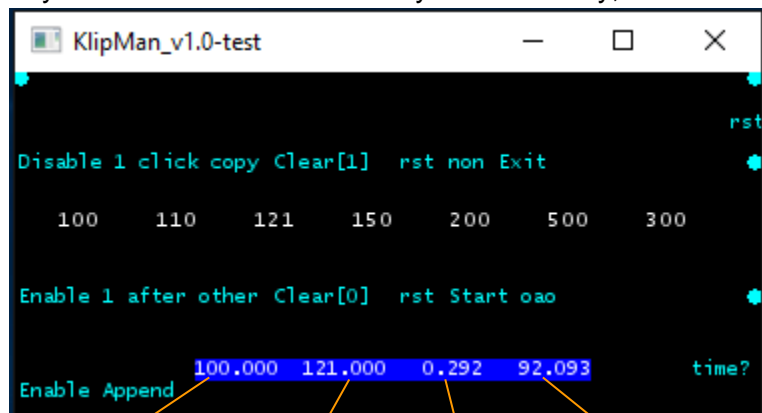 KlipMan_v1.0-test
rst
Disable 1 click copy Clear[1] rst non Exit
100 110 121 150 200 500 300
Enable 1 after other Clear[0] rst Start oao
100.000 121.000 0.292 92.093 time?
Enable Append